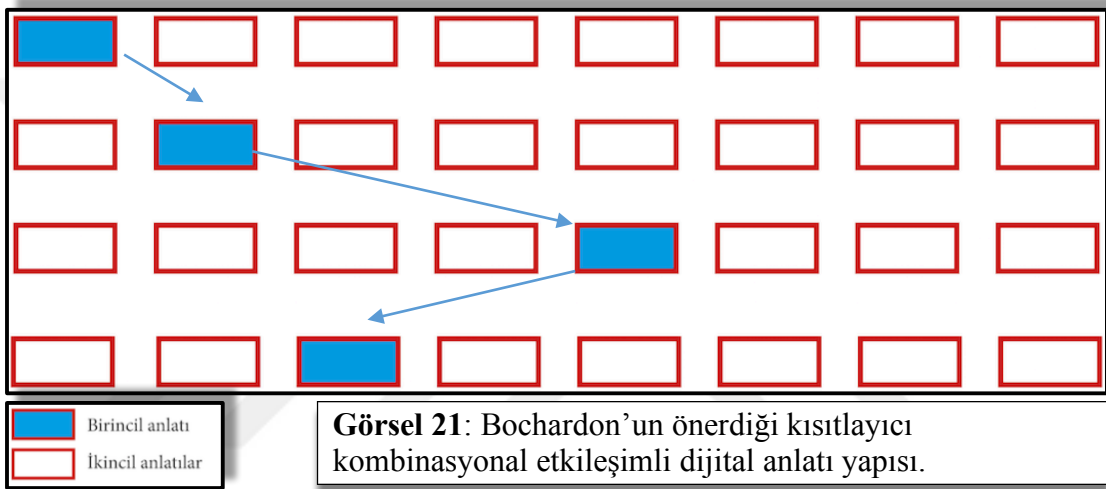 Birincil anlatı
İkincil anlatılar
Görsel 21: Bochardon’un önerdiği kısıtlayıcı
kombinasyonal etkileşimli dijital anlatı yapısı.